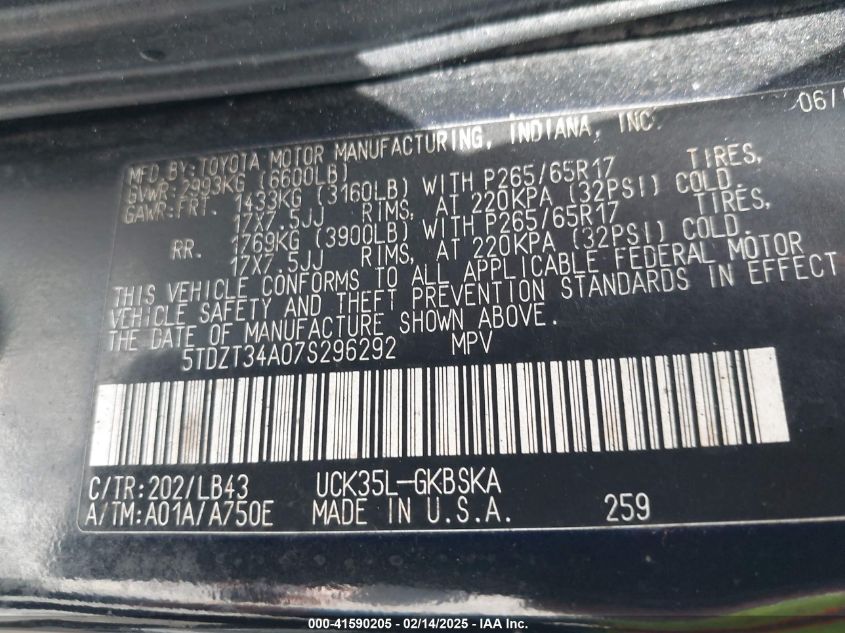 06/
MFD. BY: TOYOTA MOTOR MANUFACTURING, INDIANA, INC.
GVWR: 2993KG (6600LB)
GAWR: FRT. 1433KG (3160LB) WITH P265/65R17 TIRES,
17X7.5JJ RIMS, AT 220KPA (32PSI) COLD.
RR. 1769KG (3900LB) WITH P265/65R17 TIRES,
17X7.5JJ RIMS, AT 220KPA (32PSI) COLD.
THIS VEHICLE CONFORMS TO ALL APPLICABLE FEDERAL MOTOR
VEHICLE SAFETY AND THEFT PREVENTION STANDARDS IN EFFECT
THE DATE OF MANUFACTURE SHOWN ABOVE.
5TDZT34A07S296292 MPV
C/TR:202/LB43 UCK35L-GKBSKA
A/TM:A01A/A750E MADE IN U.S.A. 259
000-41590205 - 02/14/2025 - IAA Inc.